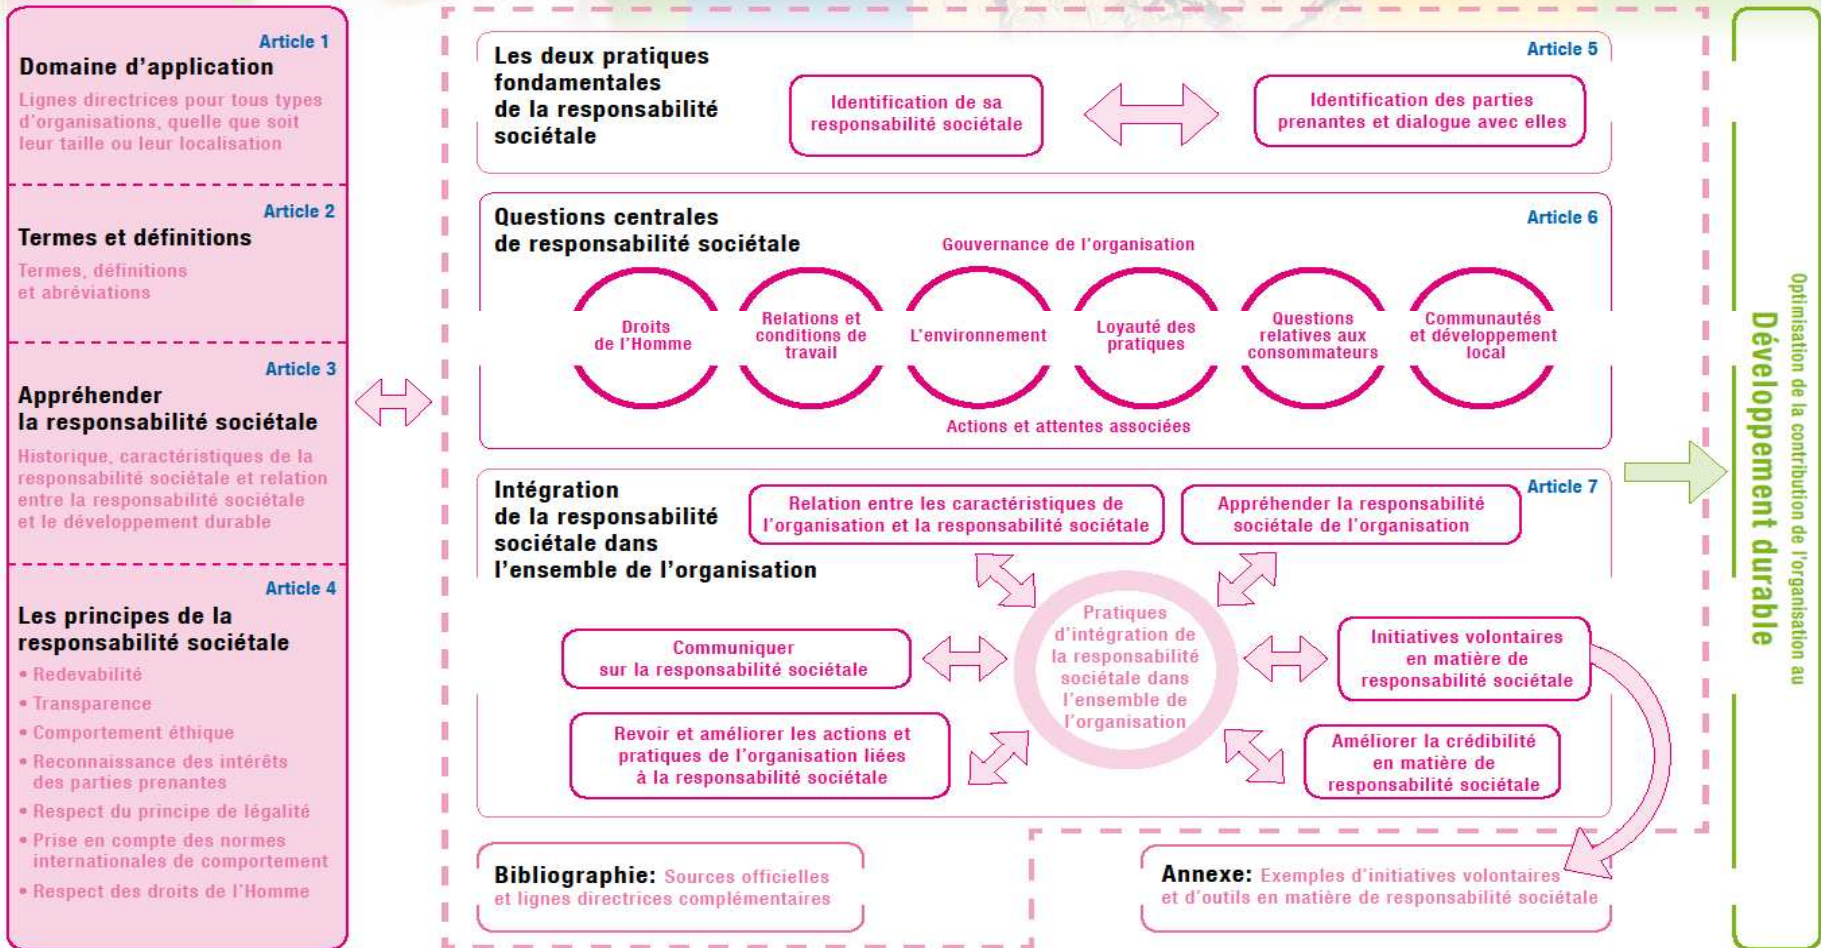 Article 1
Domaine d'application
Lignes directrices pour tous types
d'organisations, quelle que soit
leur taille ou leur localisation
Article 2
Termes et définitions
Termes, définitions
et abréviations
Article 3
Appréhender
la responsabilité sociétale
Historique, caractéristiques de la
responsabilité sociétale et relation
entre la responsabilité sociétale
et le développement durable
Article 4
Les principes de la
responsabilité sociétale
• Redevabilité
• Transparence
• Comportement éthique
• Reconnaissance des intérêts
des parties prenantes
• Respect du principe de légalité
• Prise en compte des normes
internationales de comportement
• Respect des droits de l'Homme
Article 5
Les deux pratiques
fondamentales
de la responsabilité
sociétale
Identification de sa
responsabilité sociétale
Identification des parties
prenantes et dialogue avec elles
Article 6
Questions centrales
de responsabilité sociétale
Gouvernance de l'organisation
Droits
de l'Homme
Relations et
conditions de
travail
L'environnement
Loyauté des
pratiques
Questions
relatives aux
consommateurs
Communautés
et développement
local
Actions et attentes associées
Article 7
Intégration
de la responsabilité
sociétale dans
l'ensemble de l'organisation
Relation entre les caractéristiques de
l'organisation et la responsabilité sociétale
Appréhender la responsabilité
sociétale de l'organisation
Pratiques
d'intégration de
la responsabilité
sociétale dans
l'ensemble de
l'organisation
Communiquer
sur la responsabilité sociétale
Initiatives volontaires
en matière de
responsabilité sociétale
Revoir et améliorer les actions et
pratiques de l'organisation liées
à la responsabilité sociétale
Améliorer la crédibilité
en matière de
responsabilité sociétale
Bibliographie: Sources officielles
et lignes directrices complémentaires
Annexe: Exemples d'initiatives volontaires
et d'outils en matière de responsabilité sociétale
Optimisation de la contribution de l'organisation au
Développement durable